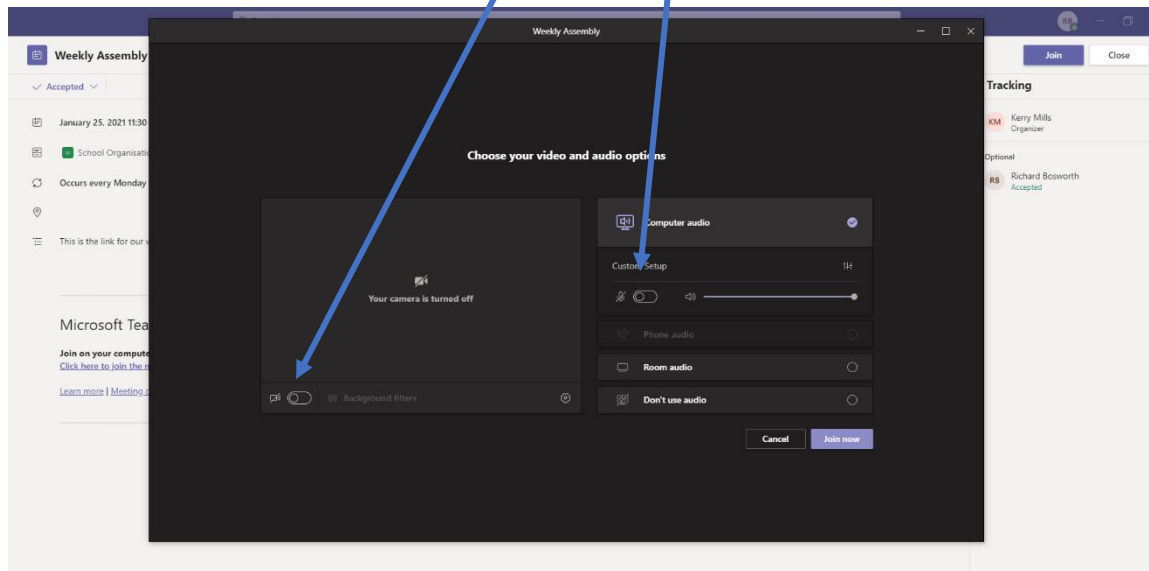 RB
Weekly Assembly
Weekly Assembly
Join
Close
Accepted
Tracking
January 25, 2021 11:30
KM
Kerry Mills
Organizer
School Organisatio
Choose your video and audio options
Optional
Occurs every Monday
RB
Richard Bosworth
Accepted
Computer audio
This is the link for our
Custom Setup
Your camera is turned off
Microsoft Tea
Phone audio
Join on your compute
Click here to join the
Room audio
Learn more | Meeting
Background filters
Don't use audio
Cancel
Join now